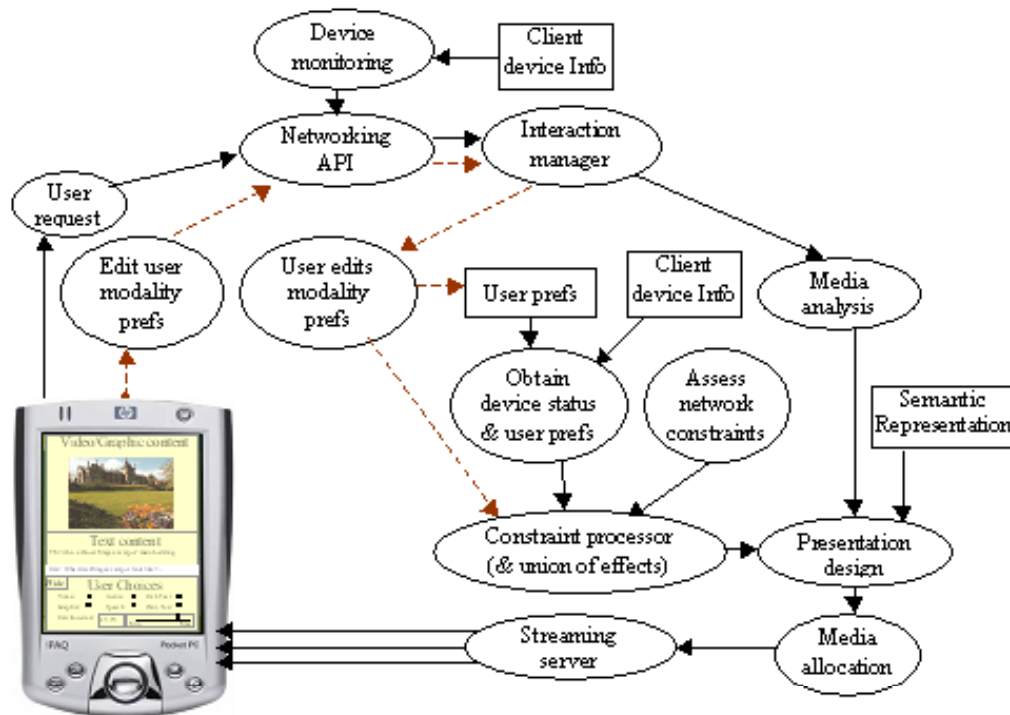 Device
monitoring
Client
device Info
Networking
API
Interaction
manager
User
request
Edit user
modality
prefs
User edits
modality
prefs
User prefs
Client
device Info
Media
analysis
Obtain
device status
& user prefs
Assess
network
constraints
Semantic
Representation
Constraint processor
(& union of effects)
Presentation
design
Streaming
server
Media
allocation
hp
Video/Graphic content
Text content
User Choices
iPAQ
Pocket PC